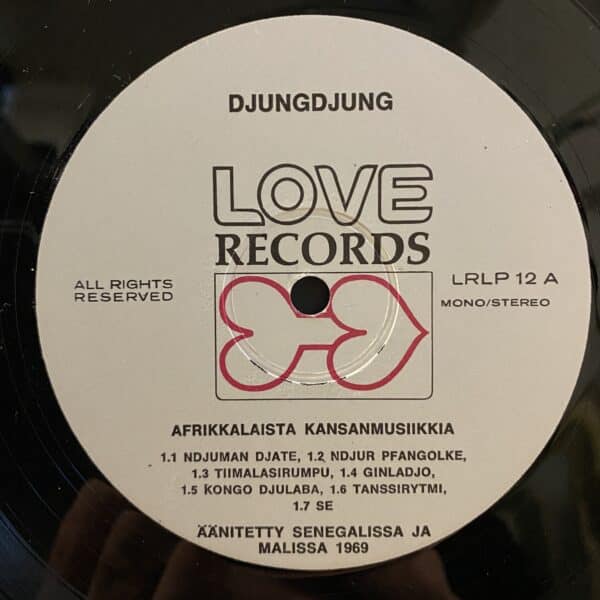 DJUNGDJUNG
LOVE
RECORDS
ALL RIGHTS
RESERVED
LRLP 12 A
MONO/STEREO
AFRIKKALAISTA KANSANMUSIIKKIA
1.1 NDJUMAN DJATE, 1.2 NDJUR PFANGOLKE,
1.3 TIIMALASIRUMPU, 1.4 GINLADJO,
1.5 KONGO DJULABA, 1.6 TANSSIRYTMI,
1.7 SE
ÄÄNITETTY SENEGALISSA JA
MALISSA 1969